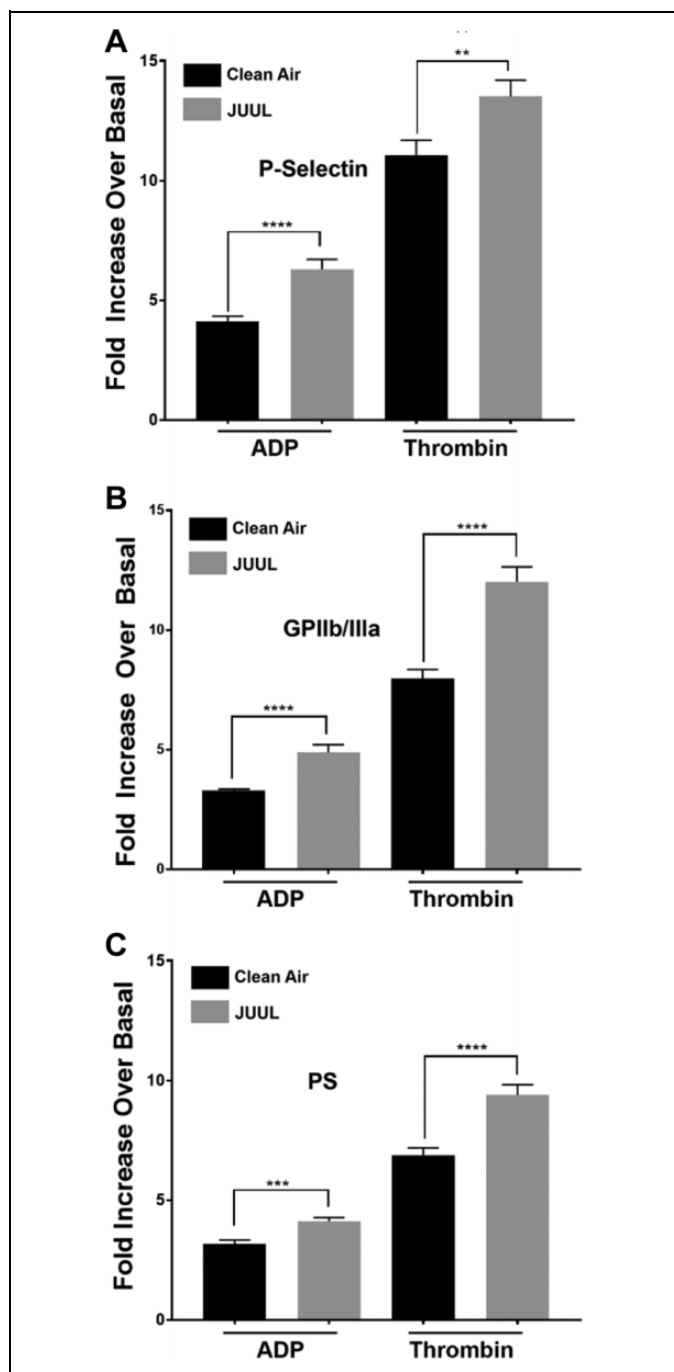 A
15
**
Clean Air
JUUL
P-Selectin
10
****
5
0
ADP
Thrombin
Fold Increase Over Basal
B
15
****
Clean Air
JUUL
GPIIb/IIIa
10
****
5
0
ADP
Thrombin
Fold Increase Over Basal
C
15
Clean Air
JUUL
****
PS
10
***
5
0
ADP
Thrombin
Fold Increase Over Basal